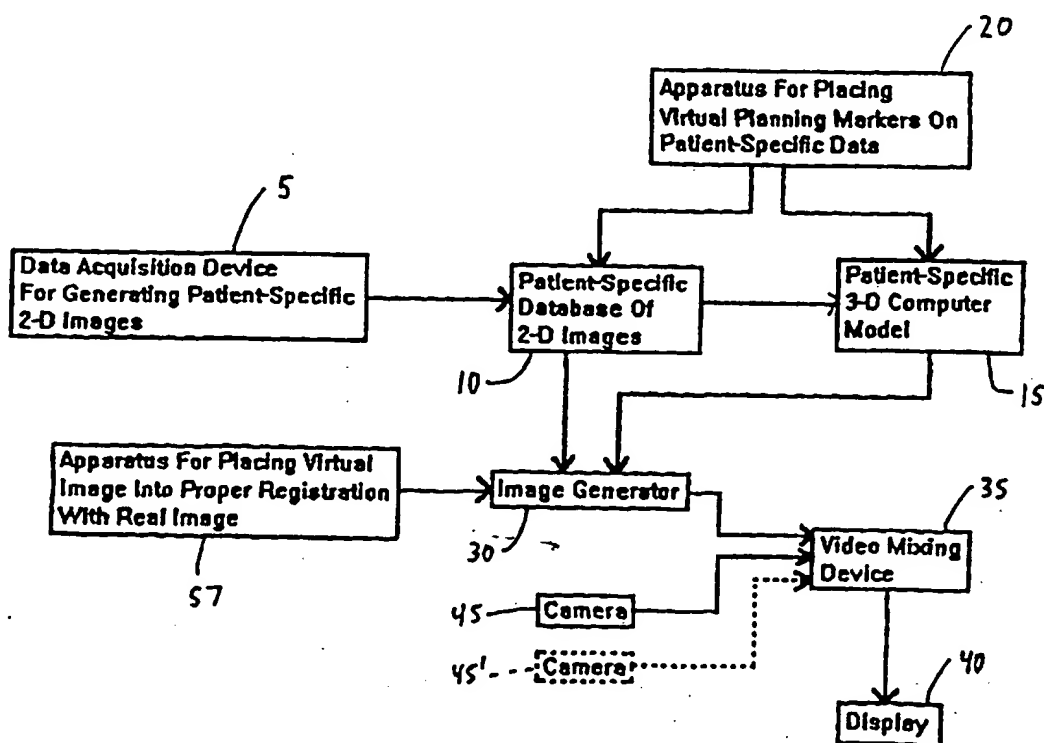 20
Apparatus For Placing
Virtual Planning Markers On
Patient-Specific Data
5
Data Acquisition Device
For Generating Patient-Specific
2-D Images
Patient-Specific
Database Of
2-D Images
Patient-Specific
3-D Computer
Model
10
15
Apparatus For Placing Virtual
Image Into Proper Registration
With Real Image
57
Image Generator
30
35
Video Mixing
Device
45 Camera
45' Camera
40
Display